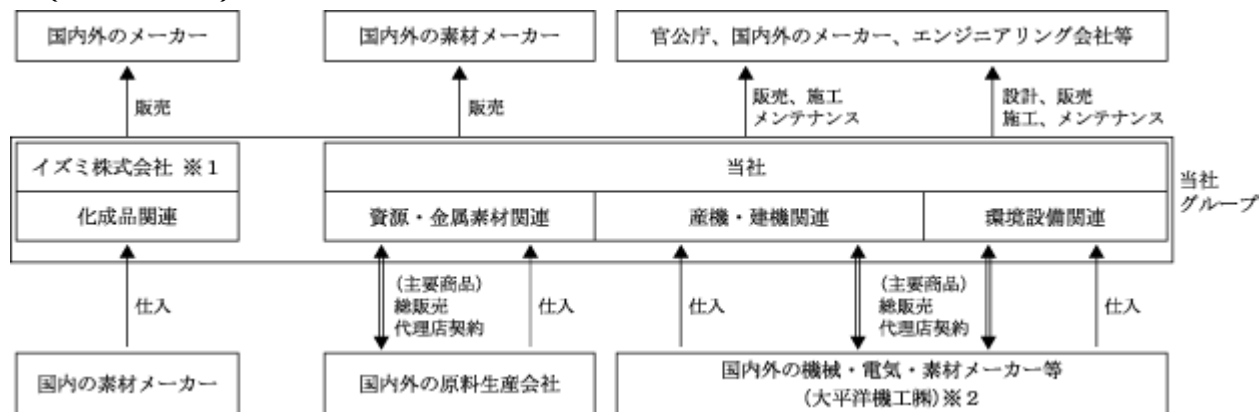 国内外のメーカー
国内外の素材メーカー
官公庁、国内外のメーカー、エンジニアリング会社等
販売
販売
販売、施工
メンテナンス
設計、販売
施工、メンテナンス
イズミ株式会社 ※1
当社
化成品関連
資源・金属素材関連
産機・建機関連
環境設備関連
当社
グループ
仕入
(主要商品)
総販売
代理店契約
仕入
仕入
(主要商品)
総販売
代理店契約
仕入
国内の素材メーカー
国内外の原料生産会社
国内外の機械・電気・素材メーカー等
(大平洋機工㈱)※2